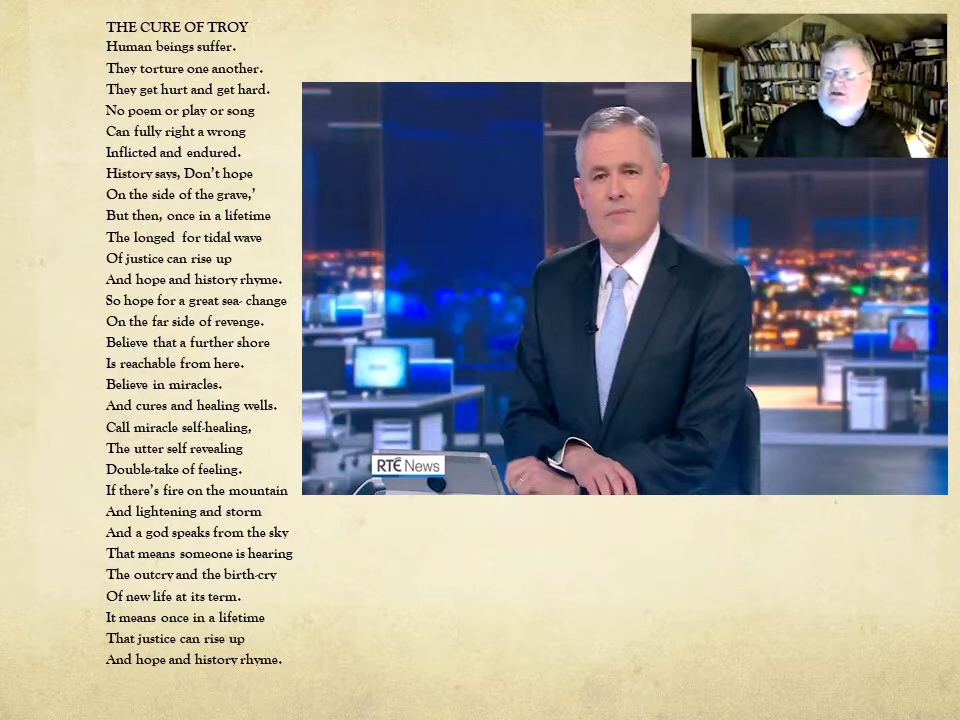 THE CURE OF TROY
Human beings suffer.
They torture one another.
They get hurt and get hard.
No poem or play or song
Can fully right a wrong
Inflicted and endured.
History says, Don't hope
On the side of the grave,'
But then, once in a lifetime
The longed  for tidal wave
Of justice can rise up
And hope and history rhyme.
So hope for a great sea- change
On the far side of revenge.
Believe that a further shore
Is reachable from here.
Believe in miracles.
And cures and healing wells.
Call miracle self-healing,
The utter self revealing
Double-take of feeling.
If there's fire on the mountain
And lightening and storm
And a god speaks from the sky
That means someone is hearing
The outcry and the birth-cry
Of new life at its term.
It means once in a lifetime
That justice can rise up
And hope and history rhyme.
RTÉ News